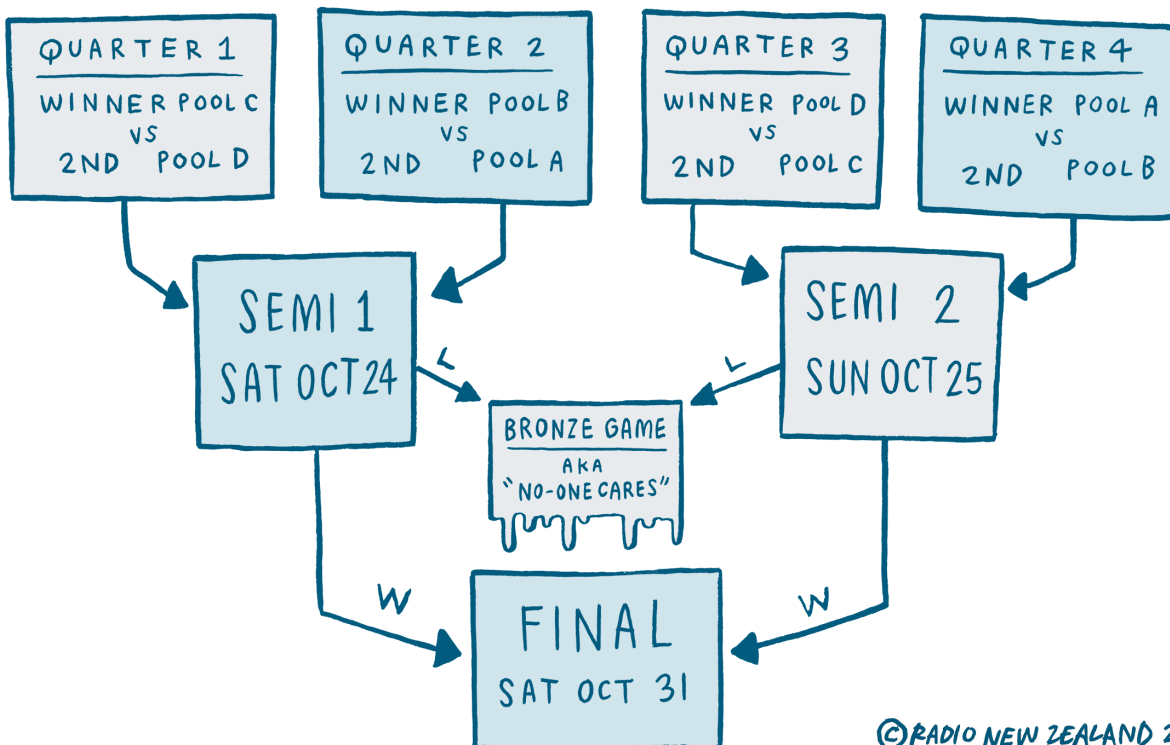 QUARTER 1
WINNER POOL C
VS
2ND POOL D
QUARTER 2
WINNER POOL B
VS
2ND POOL A
QUARTER 3
WINNER POOL D
VS
2ND POOL C
QUARTER 4
WINNER POOL A
VS
2ND POOL B
SEMI 1
SAT OCT 24
SEMI 2
SUN OCT 25
L
L
BRONZE GAME
AKA
"NO-ONE CARES"
W
W
FINAL
SAT OCT 31
© RADIO NEW ZEALAND